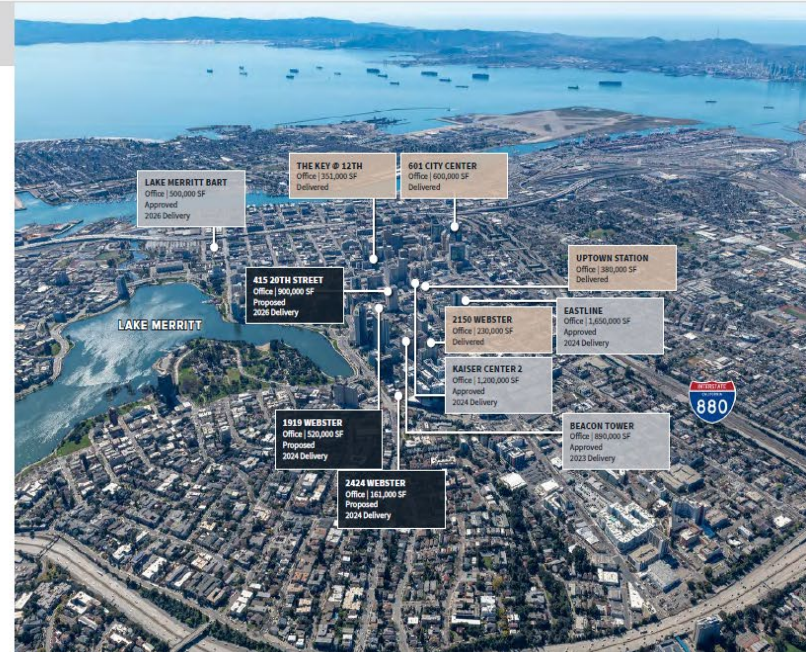 THE KEY @ 12TH
Office | 351,000 SF
Delivered
601 CITY CENTER
Office | 600,000 SF
Delivered
LAKE MERRITT BART
Office | 500,000 SF
Approved
2026 Delivery
UPTOWN STATION
Office | 380,000 SF
Delivered
415 20TH STREET
Office | 900,000 SF
Proposed
2026 Delivery
EASTLINE
Office | 1,650,000 SF
Approved
2024 Delivery
2150 WEBSTER
Office | 230,000 SF
Delivered
LAKE MERRITT
KAISER CENTER 2
Office | 1,200,000 SF
Approved
2024 Delivery
INTERSTATE
CALIFORNIA
880
1919 WEBSTER
Office | 520,000 SF
Proposed
2024 Delivery
BEACON TOWER
Office | 890,000 SF
Approved
2023 Delivery
2424 WEBSTER
Office | 161,000 SF
Proposed
2024 Delivery